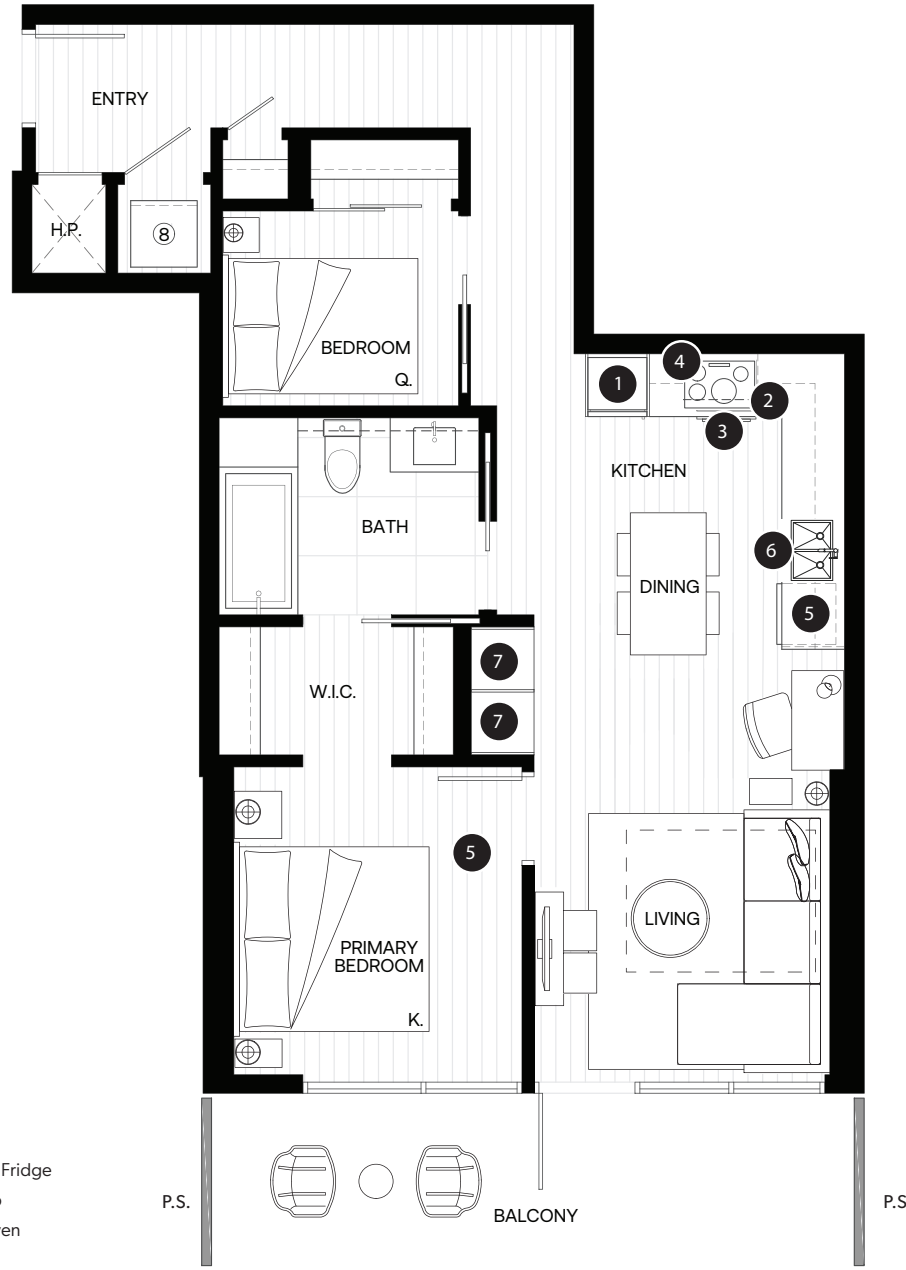 ENTRY
H.P.
8
BEDROOM
Q.
1
4
2
3
KITCHEN
BATH
6
DINING
5
7
W.I.C.
7
5
LIVING
PRIMARY
BEDROOM
K.
Fridge
P.S.
P.S
BALCONY